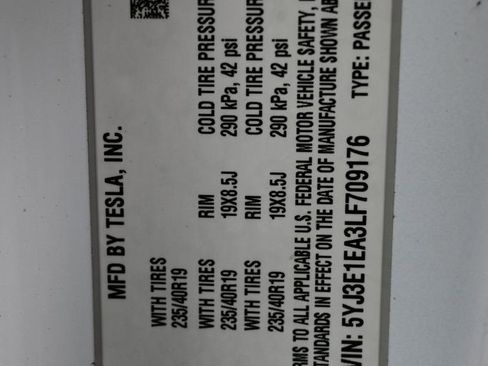 MFD BY TESLA, INC.
WITH TIRES
235/40R19
WITH TIRES RIM COLD TIRE PRESSURE
235/40R19 19X8.5J 290 kPa, 42 psi
WITH TIRES RIM COLD TIRE PRESSUR
235/40R19 19X8.5J 290 kPa, 42 psi
RMS TO ALL APPLICABLE U.S. FEDERAL MOTOR VEHICLE SAFETY,
TANDARDS IN EFFECT ON THE DATE OF MANUFACTURE SHOWN AB
VIN: 5YJ3E1EA3LF709176 TYPE: PASSE